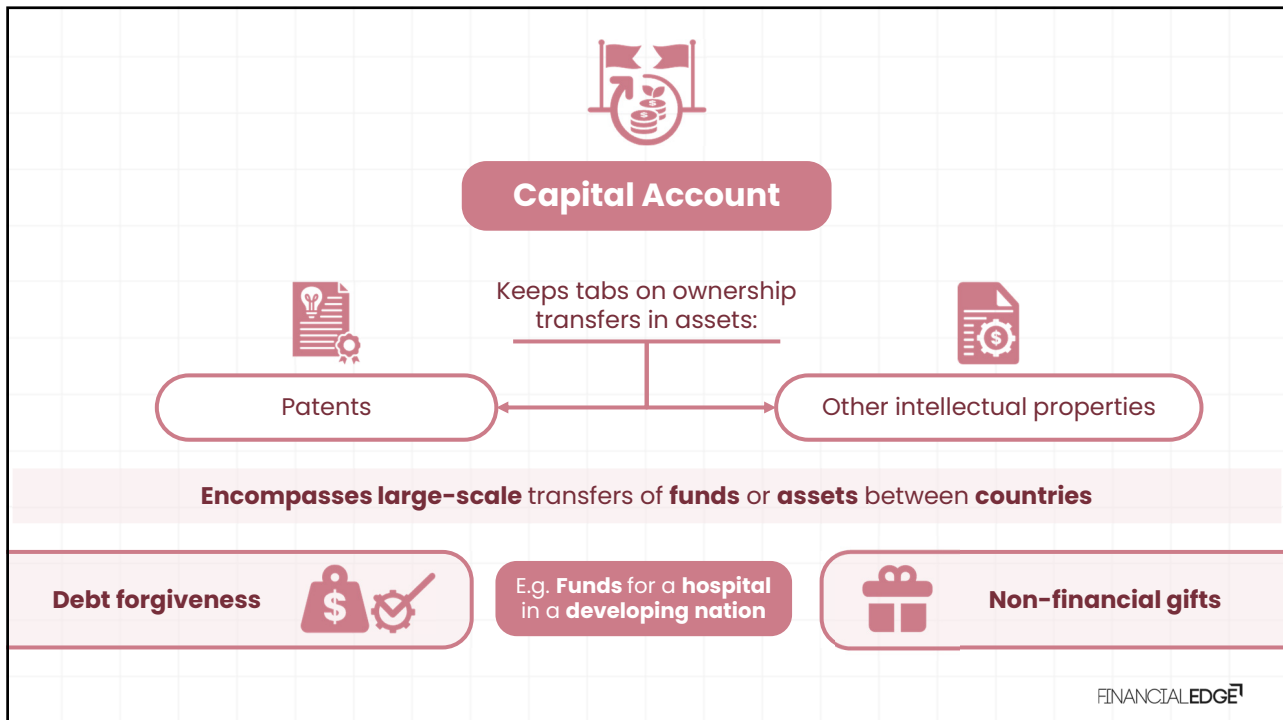 Capital Account
Keeps tabs on ownership
transfers in assets:
Patents
Other intellectual properties
Encompasses large-scale transfers of funds or assets between countries
Debt forgiveness
$
E.g. Funds for a hospital
in a developing nation
Non-financial gifts
FINANCIALEDGE